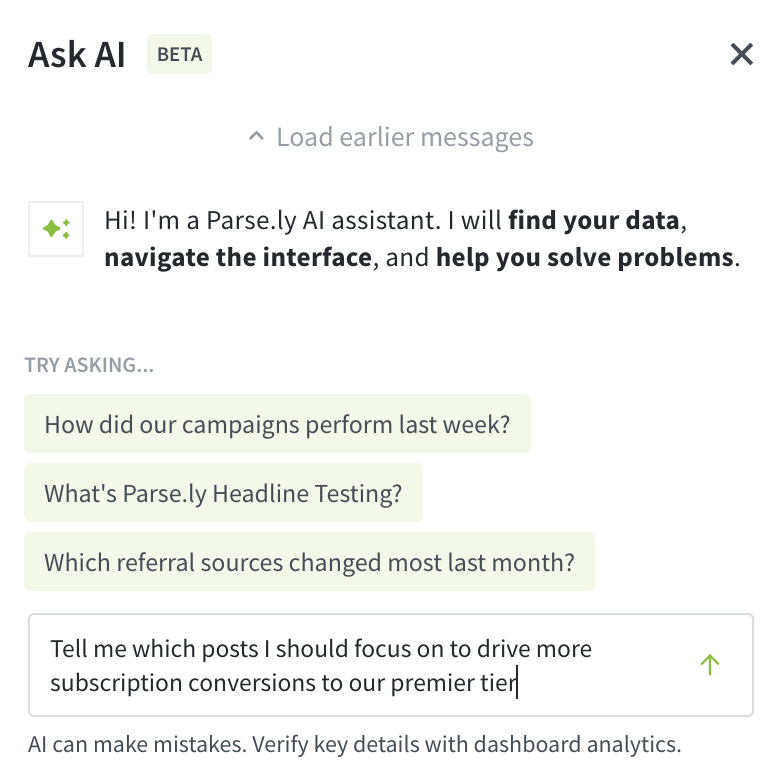 Ask AI BETA
Load earlier messages
Hi! I'm a Parse.ly AI assistant. I will find your data,
navigate the interface, and help you solve problems.
TRY ASKING...
How did our campaigns perform last week?
What's Parse.ly Headline Testing?
Which referral sources changed most last month?
Tell me which posts I should focus on to drive more
subscription conversions to our premier tier
AI can make mistakes. Verify key details with dashboard analytics.